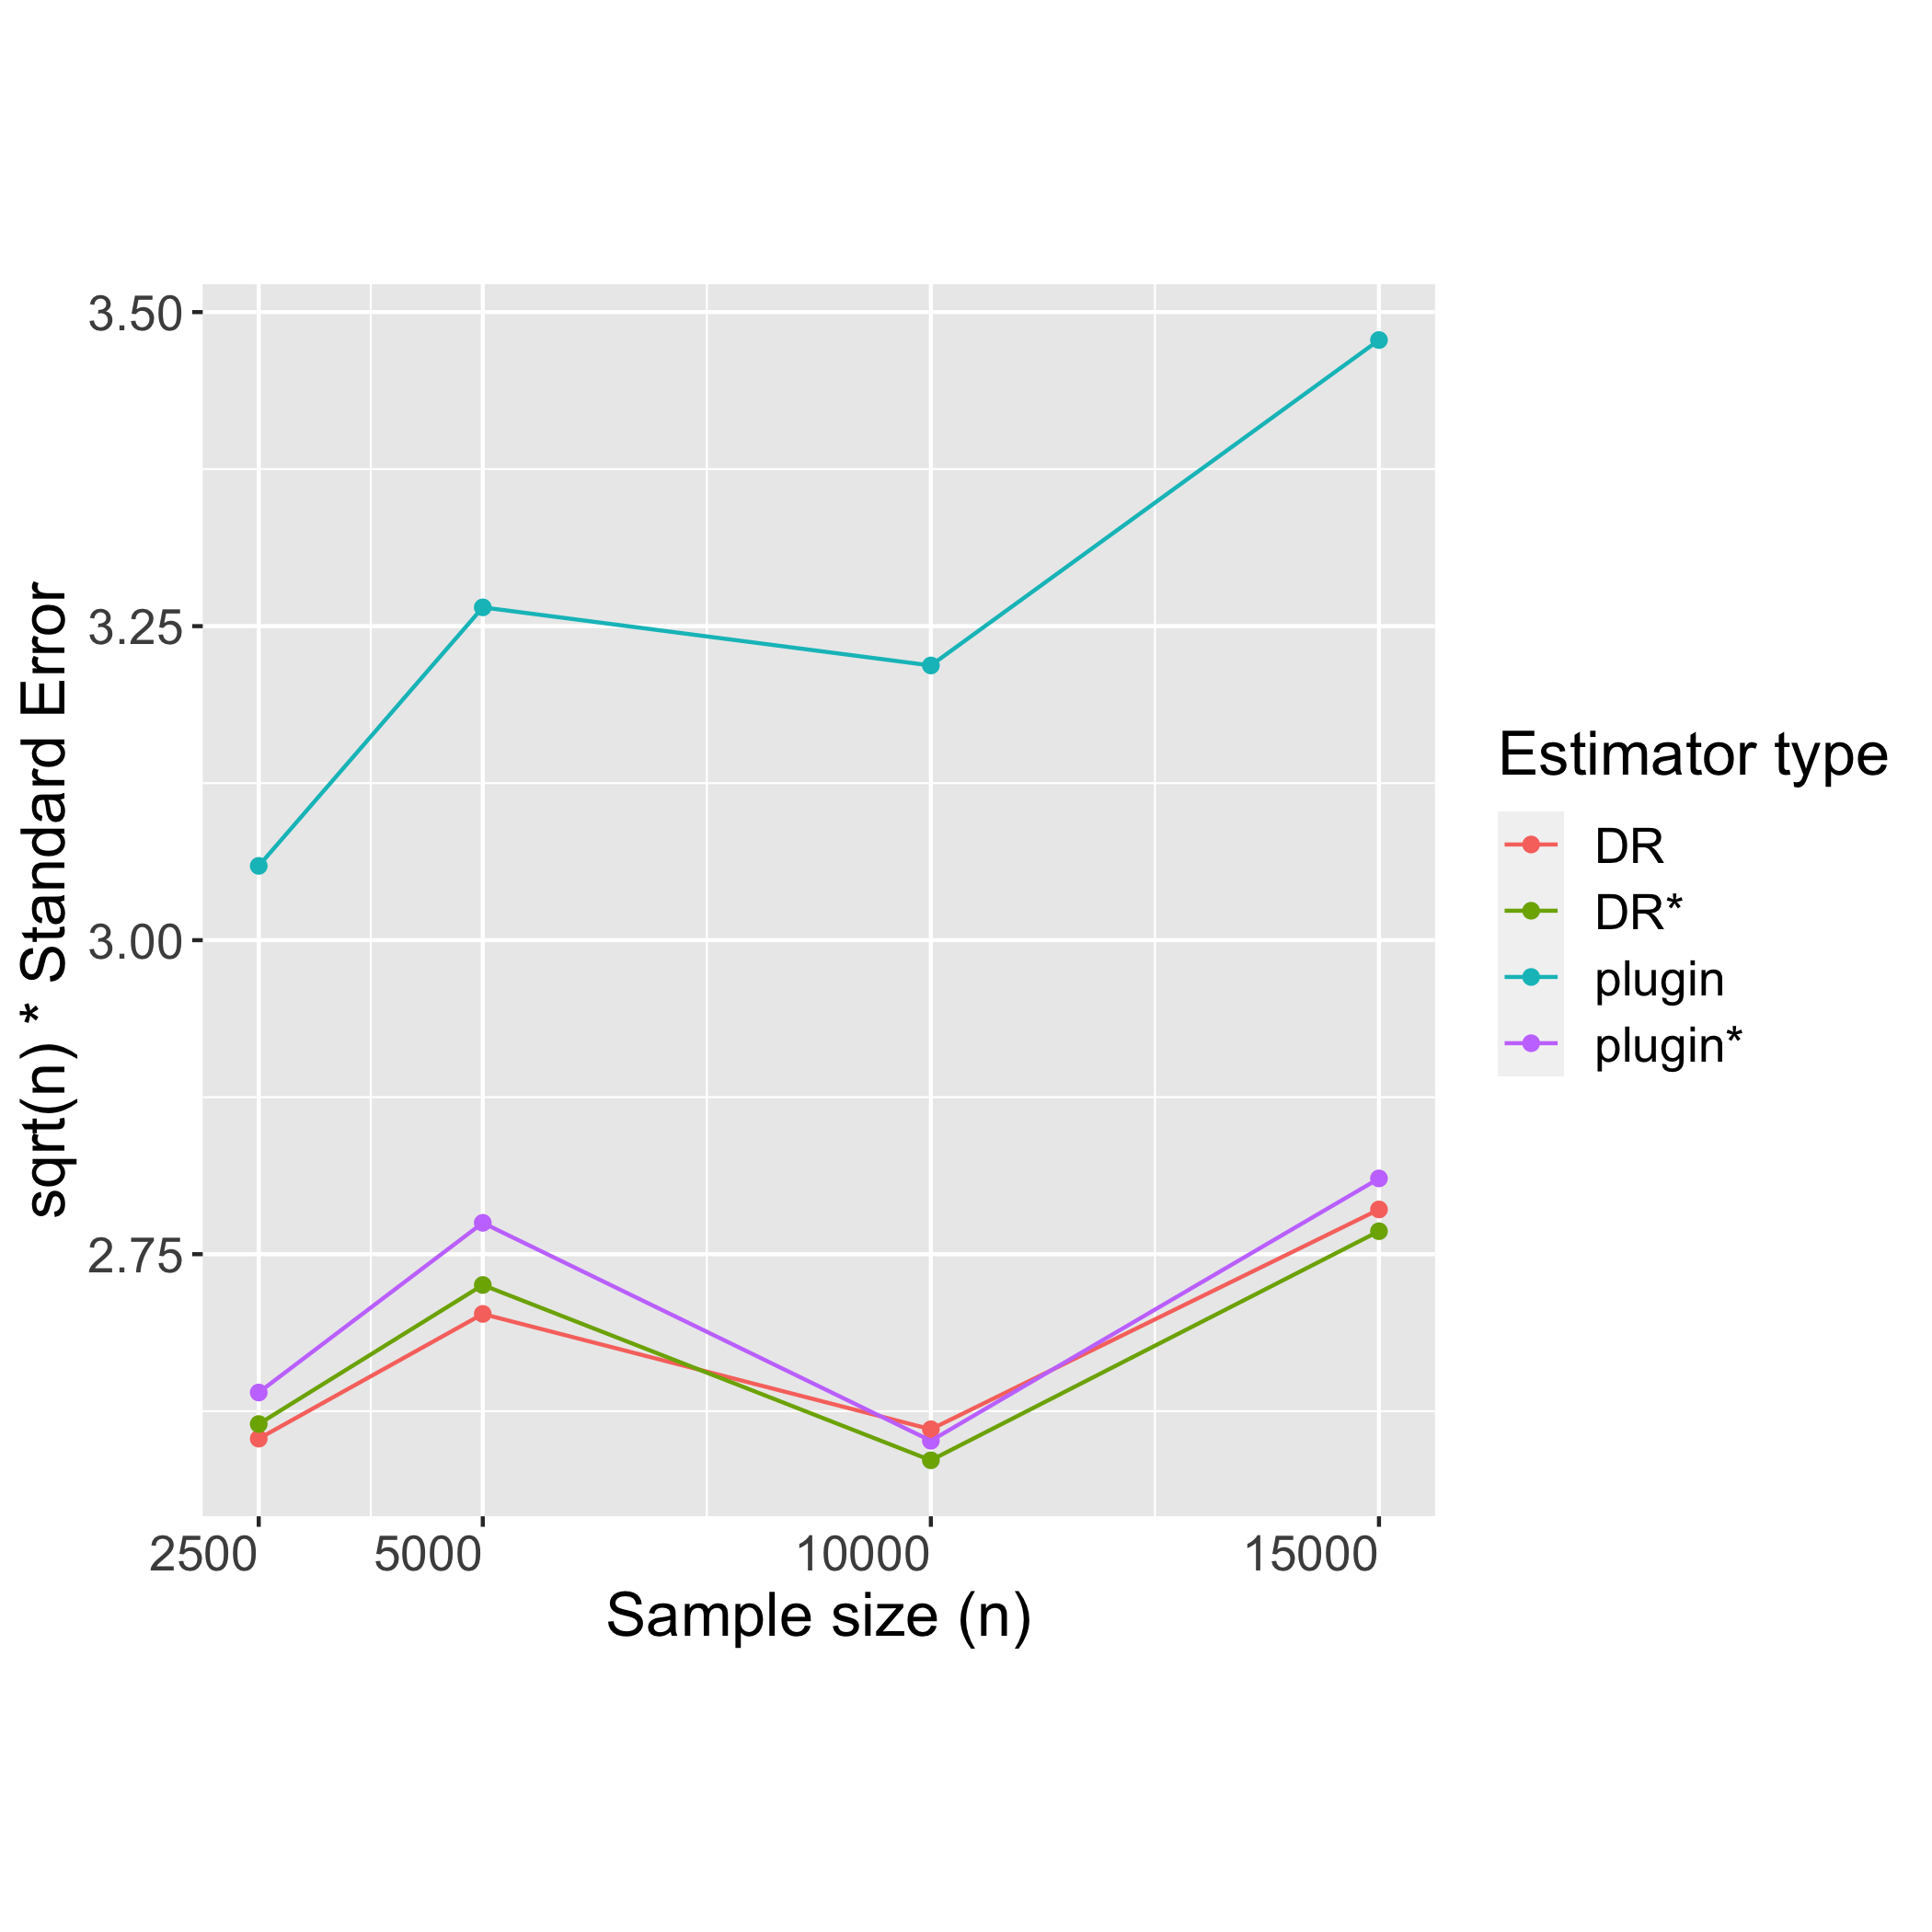 sqrt(n) * Standard Error
3.50
3.25
3.00
2.75
2500 5000 10000 15000
Sample size (n)
Estimator type
DR
DR*
plugin
plugin*